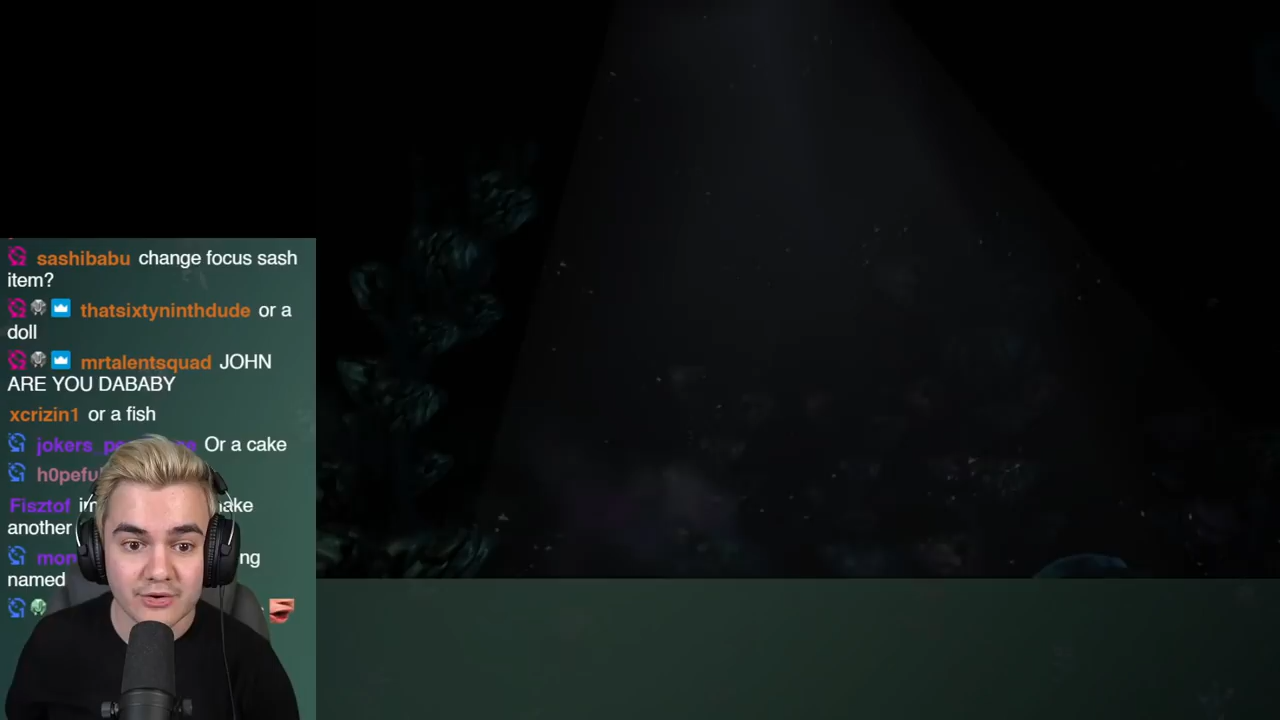 sashibabu change focus sash
item?
thatsixtyninthdude or a
doll
mrtalentsquad JOHN
ARE YOU DABABY
xcrizin1 or a fish
jokers Or a cake
Fisztof
another
named